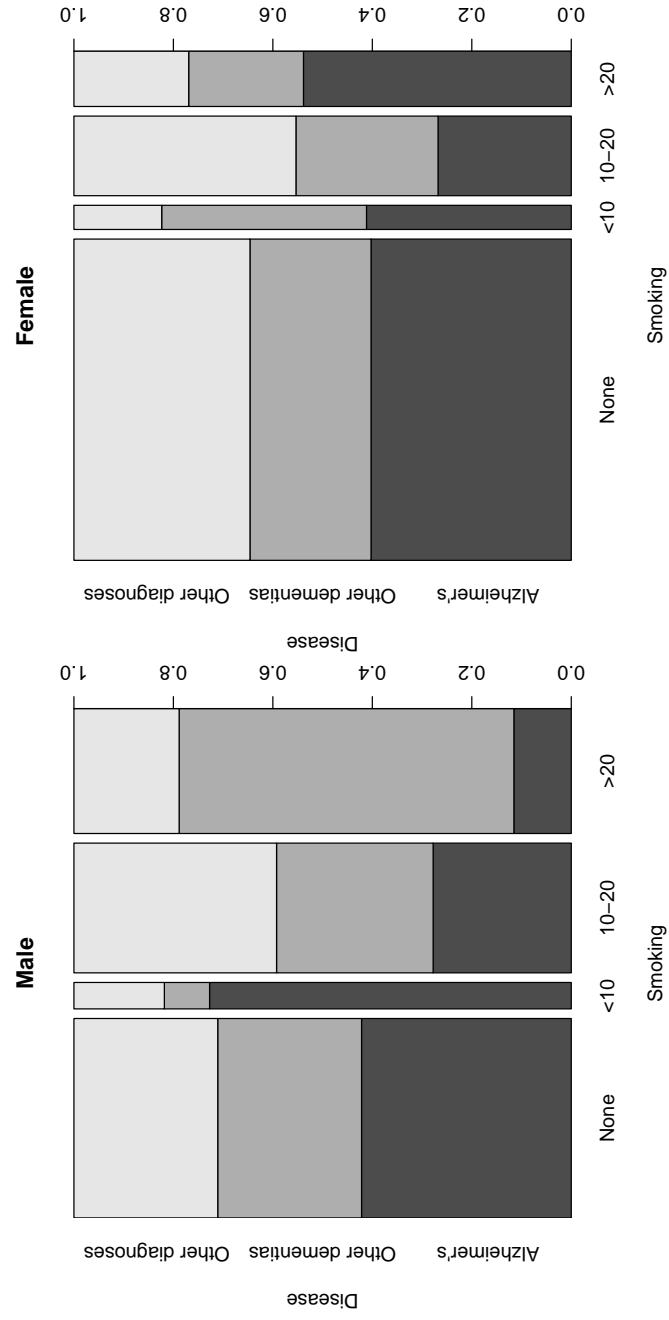 Male
Disease
Alzheimer's
Other dementias
Other diagnoses
0.0
0.2
0.4
0.6
0.8
1.0
None
<10
10−20
>20
Smoking
Female
Disease
Alzheimer's
Other dementias
Other diagnoses
0.0
0.2
0.4
0.6
0.8
1.0
None
<10
10−20
>20
Smoking